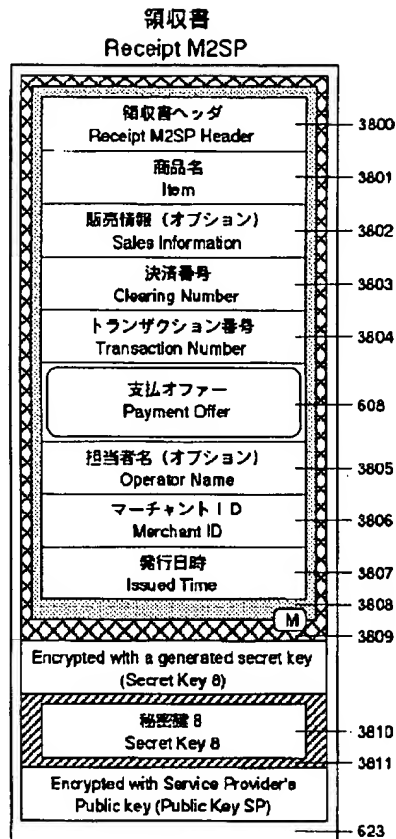 領収書
Receipt M2SP
領収書ヘッダ
Receipt M2SP Header
3800
商品名
Item
3801
販売情報（オプション）
Sales Information
3802
決済番号
Clearing Number
3803
トランザクション番号
Transaction Number
3804
支払オファー
Payment Offer
608
担当者名（オプション）
Operator Name
3805
マーチャントＩＤ
Merchant ID
3806
発行日時
Issued Time
3807
3808
M
3809
Encrypted with a generated secret key
(Secret Key 8)
秘密鍵 8
Secret Key 8
3810
3811
Encrypted with Service Provider's
Public key (Public Key SP)
623